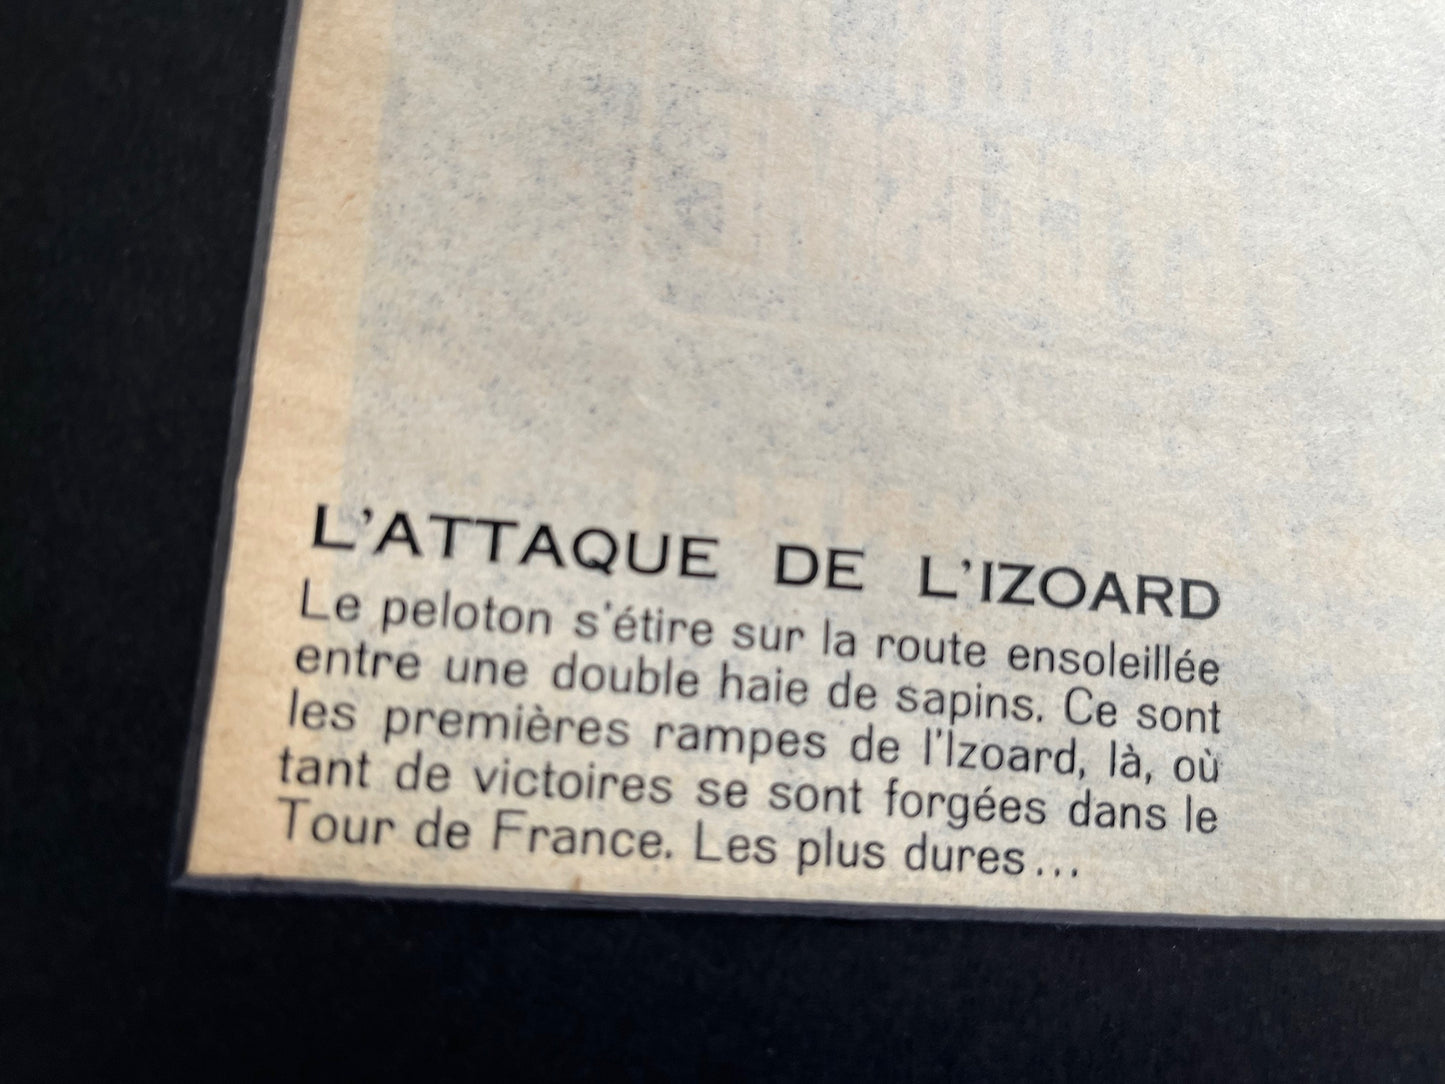 L'ATTAQUE DE L'IZOARD
Le peloton s'étire sur la route ensoleillée
entre une double haie de sapins. Ce sont
les premières rampes de l'Izoard, là, où
tant de victoires se sont forgées dans le
Tour de France. Les plus dures...